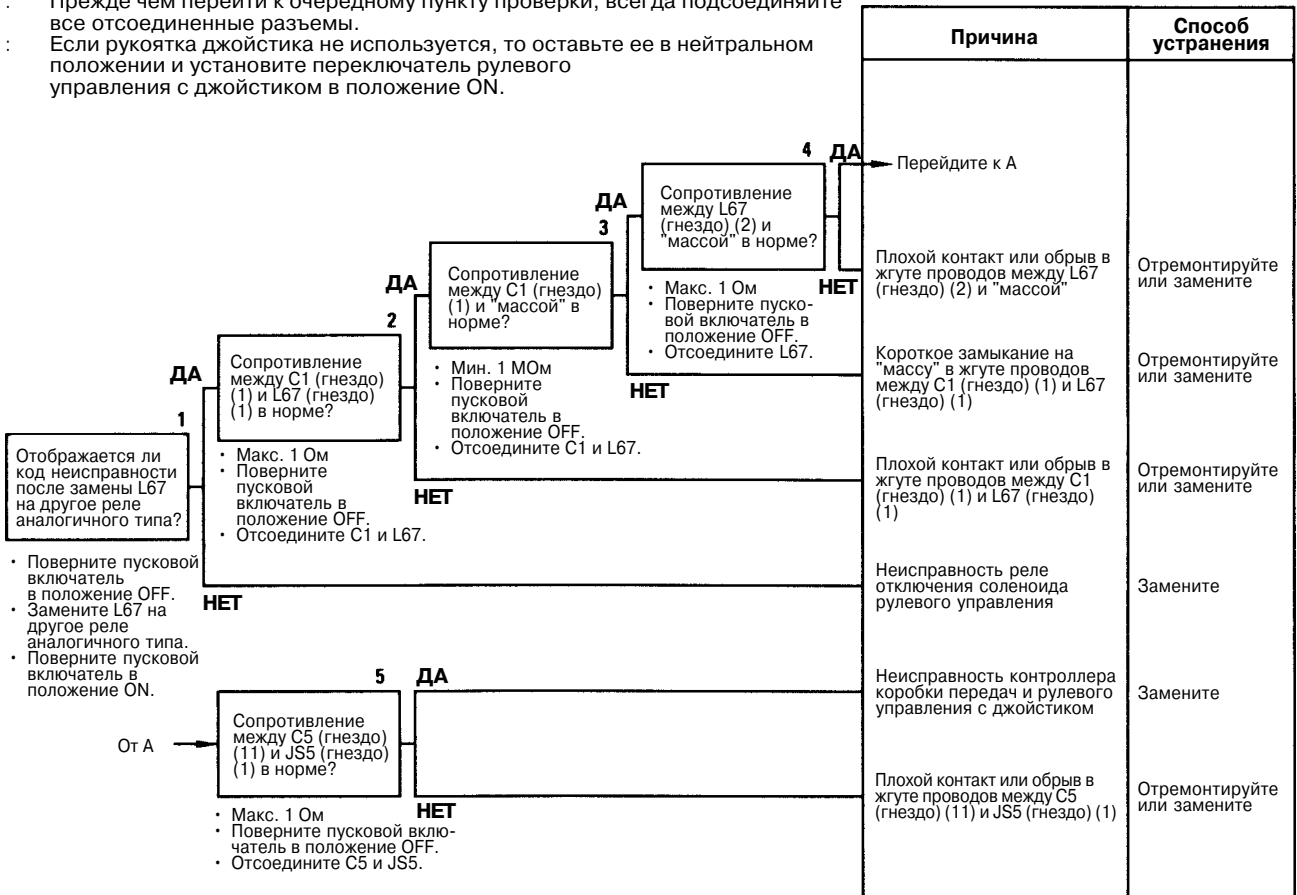 : Прежде чем перейти к очередному пункту проверки, всегда подсоединяйте
все отсоединенные разъемы.
: Если рукоятка джойстика не используется, то оставьте ее в нейтральном
положении и установите переключатель рулевого
управления с джойстиком в положение ON.
Причина
Способ
устранения
4 ДА
Перейдите к А
Сопротивление
между L67
(гнездо) (2) и
"массой" в норме?
· Макс. 1 Ом
· Поверните пуско-
вой включатель в
положение OFF.
· Отсоедините L67.
НЕТ
Плохой контакт или обрыв в
жгуте проводов между L67
(гнездо) (2) и "массой"
Отремонтируйте
или замените
ДА
3
Сопротивление
между C1 (гнездо)
(1) и "массой" в
норме?
· Мин. 1 МОм
· Поверните
пусковой
включатель в
положение OFF.
· Отсоедините C1 и L67.
НЕТ
Короткое замыкание на
"массу" в жгуте проводов
между C1 (гнездо) (1) и L67
(гнездо) (1)
Отремонтируйте
или замените
ДА
2
Сопротивление
между C1 (гнездо)
(1) и L67 (гнездо)
(1) в норме?
· Макс. 1 Ом
· Поверните
пусковой
включатель в
положение OFF.
· Отсоедините C1 и L67.
НЕТ
Плохой контакт или обрыв в
жгуте проводов между C1
(гнездо) (1) и L67 (гнездо)
(1)
Отремонтируйте
или замените
ДА
1
Отображается ли
код неисправности
после замены L67
на другое реле
аналогичного типа?
· Поверните пусковой
включатель
в положение OFF.
· Замените L67 на
другое реле
аналогичного типа.
· Поверните пусковой
включатель в
положение ON.
НЕТ
Неисправность реле
отключения соленоида
рулевого управления
Замените
5 ДА
От А
Сопротивление
между C5 (гнездо)
(11) и JS5 (гнездо)
(1) в норме?
· Макс. 1 Ом
· Поверните пусковой вклю-
чатель в положение OFF.
· Отсоедините C5 и JS5.
Неисправность контроллера
коробки передач и рулевого
управления с джойстиком
Замените
НЕТ
Плохой контакт или обрыв в
жгуте проводов между C5
(гнездо) (11) и JS5 (гнездо) (1)
Отремонтируйте
или замените